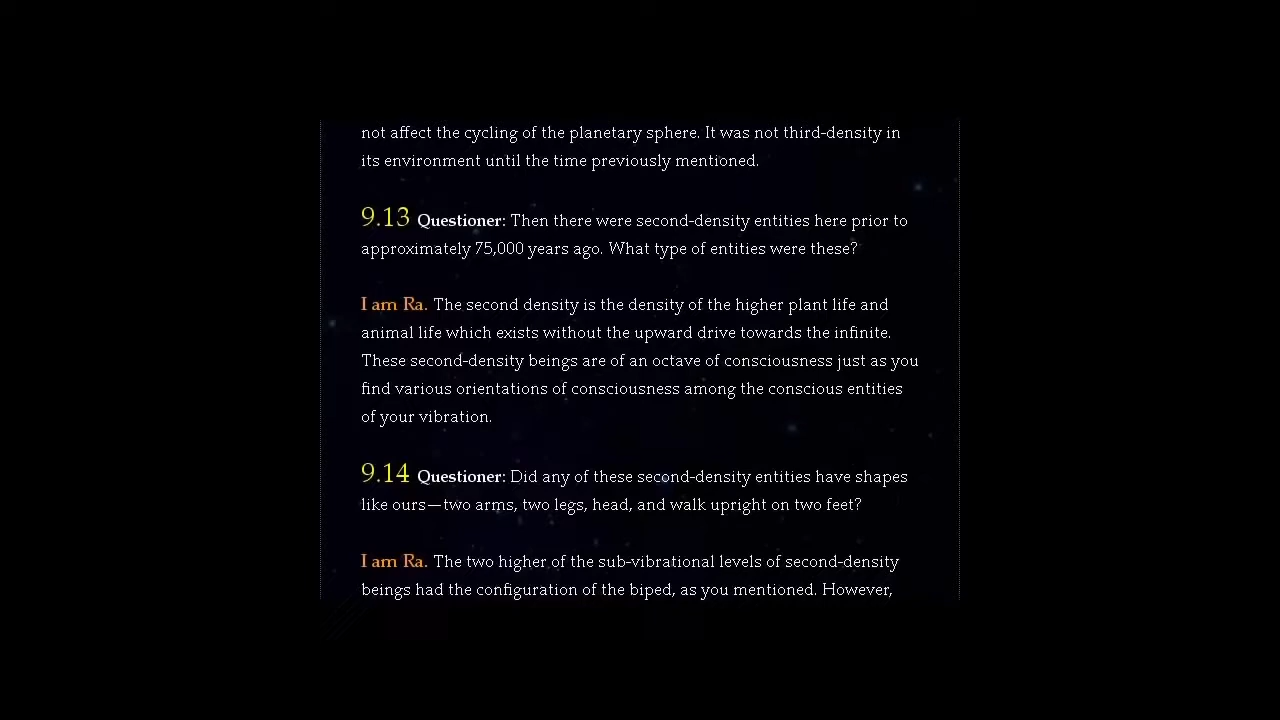 not affect the cycling of the planetary sphere. It was not third-density in
its environment until the time previously mentioned.
9.13 Questioner: Then there were second-density entities here prior to
approximately 75,000 years ago. What type of entities were these?
I am Ra. The second density is the density of the higher plant life and
animal life which exists without the upward drive towards the infinite.
These second-density beings are of an octave of consciousness just as you
find various orientations of consciousness among the conscious entities
of your vibration.
9.14 Questioner: Did any of these second-density entities have shapes
like ours—two arms, two legs, head, and walk upright on two feet?
I am Ra. The two higher of the sub-vibrational levels of second-density
beings had the configuration of the biped, as you mentioned. However,